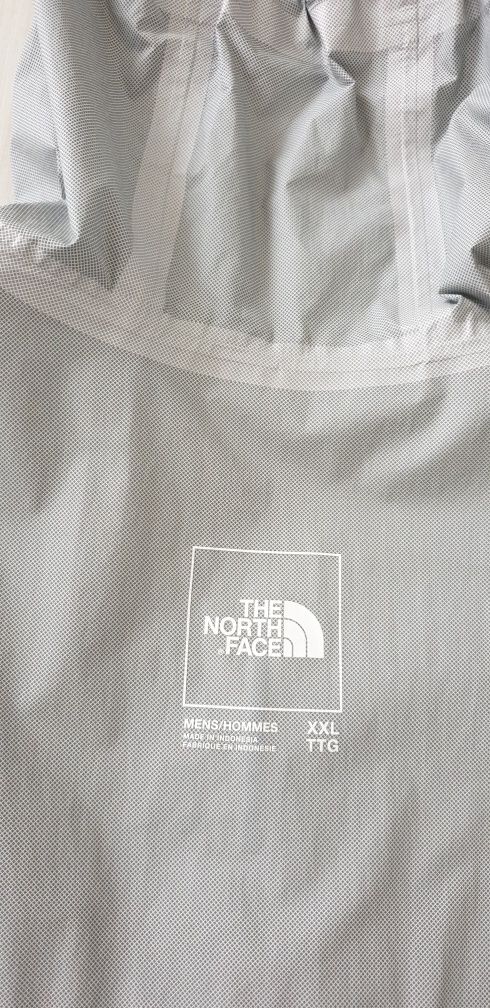 THE
NORTH
FACE
MENS/HOMMES XXL
MADE IN INDONESIA TTG
FABRIQUE EN INDONESIE